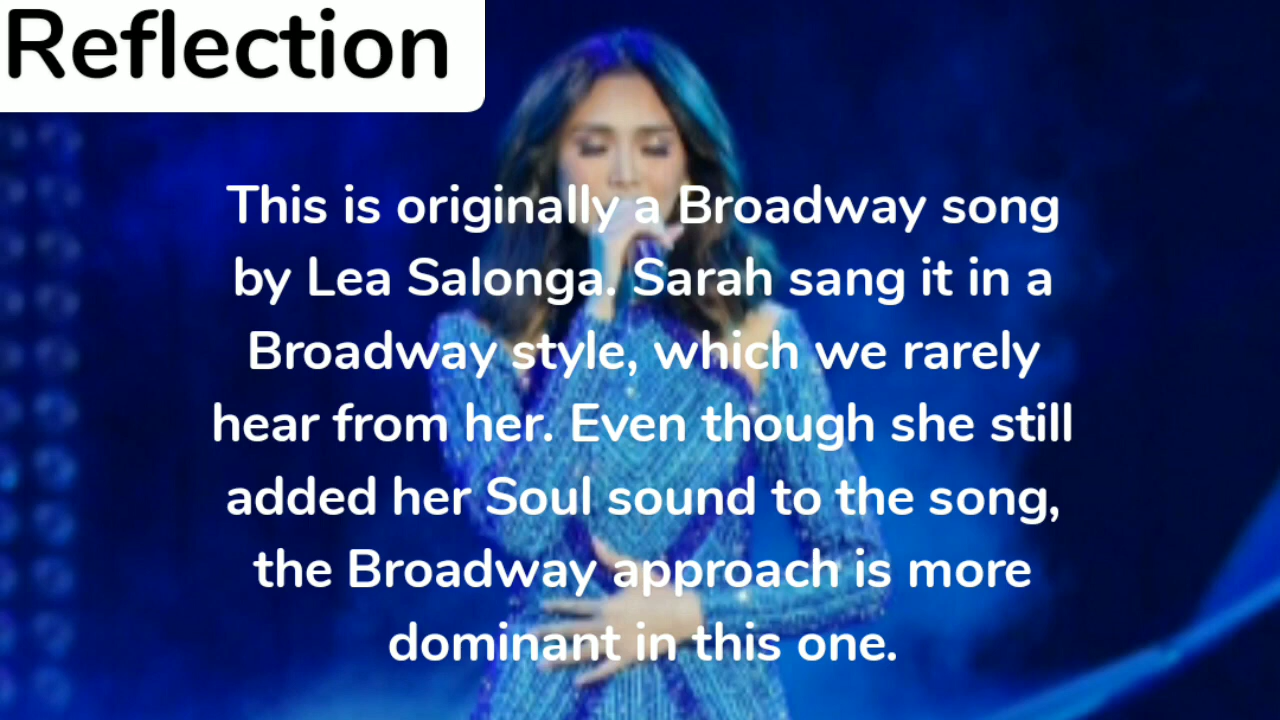 Reflection
This is originally a Broadway song
by Lea Salonga. Sarah sang it in a
Broadway style, which we rarely
hear from her. Even though she still
added her Soul sound to the song,
the Broadway approach is more
dominant in this one.